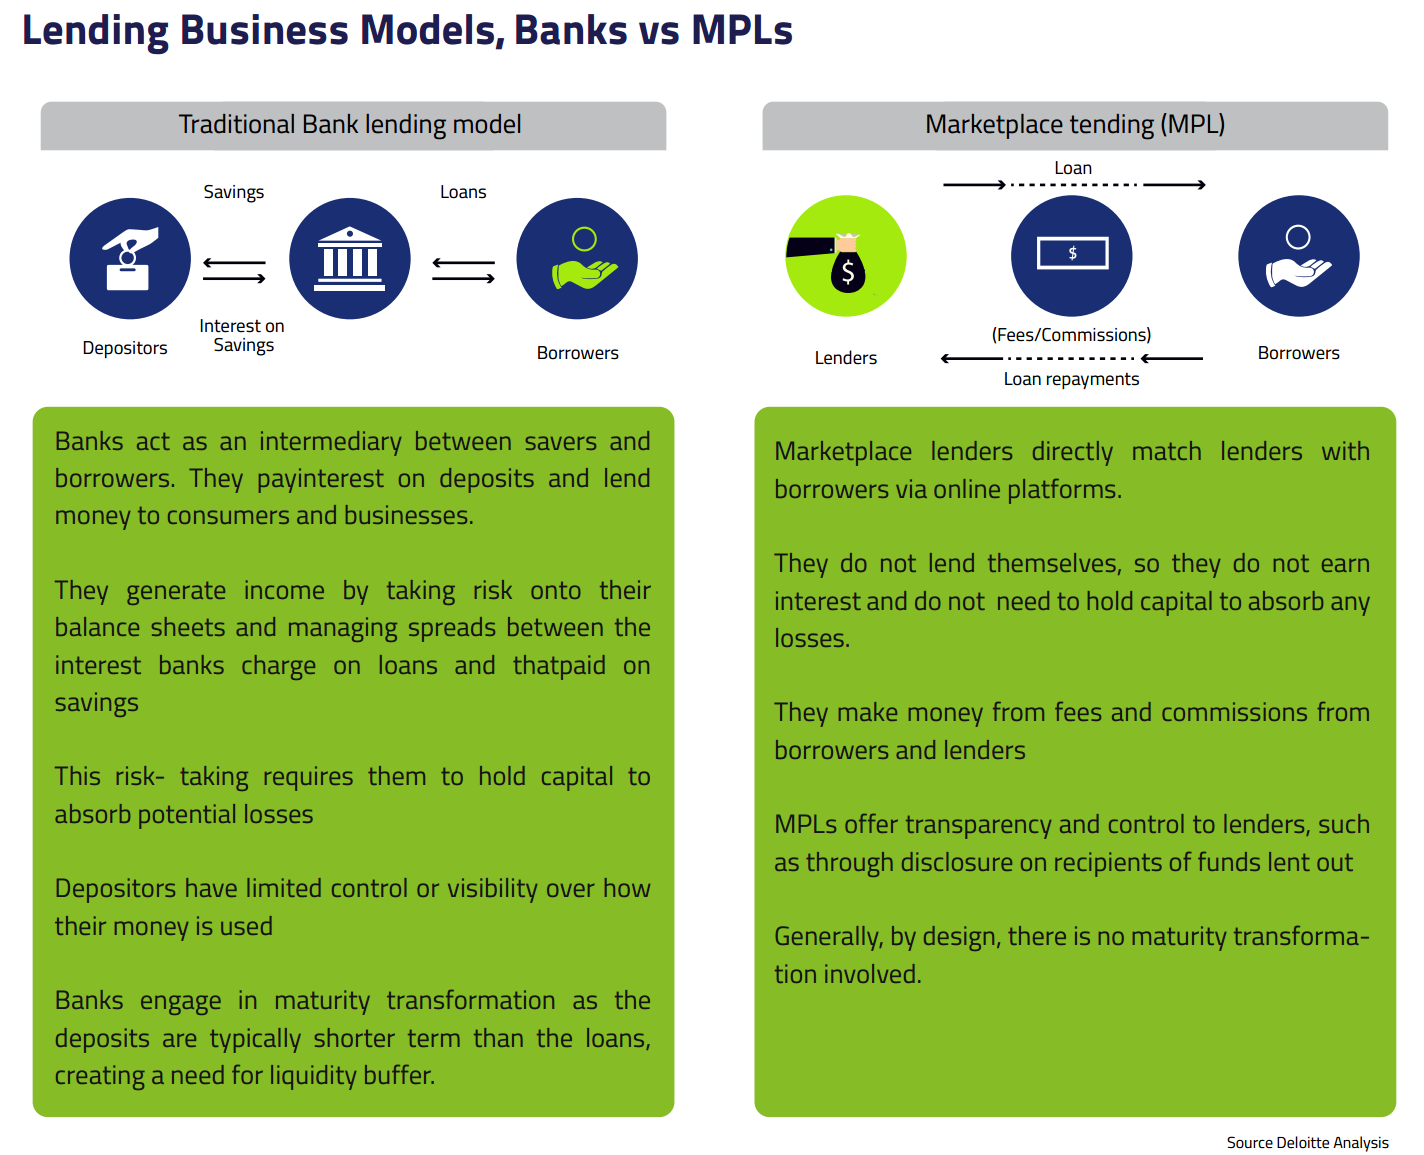 Lending Business Models, Banks vs MPLs
Traditional Bank lending model
Savings
Loans
Interest on
Savings
Depositors
Borrowers
Banks act as an intermediary between savers and
borrowers. They payinterest on deposits and lend
money to consumers and businesses.
They generate income by taking risk onto their
balance sheets and managing spreads between the
interest banks charge on loans and thatpaid on
savings
This risk- taking requires them to hold capital to
absorb potential losses
Depositors have limited control or visibility over how
their money is used
Banks engage in maturity transformation as the
deposits are typically shorter term than the loans,
creating a need for liquidity buffer.
Marketplace tending (MPL)
Loan
$
$
(Fees/Commissions)
Lenders
Borrowers
Loan repayments
Marketplace lenders directly match lenders with
borrowers via online platforms.
They do not lend themselves, so they do not earn
interest and do not need to hold capital to absorb any
losses.
They make money from fees and commissions from
borrowers and lenders
MPLs offer transparency and control to lenders, such
as through disclosure on recipients of funds lent out
Generally, by design, there is no maturity transforma-
tion involved.
Source Deloitte Analysis